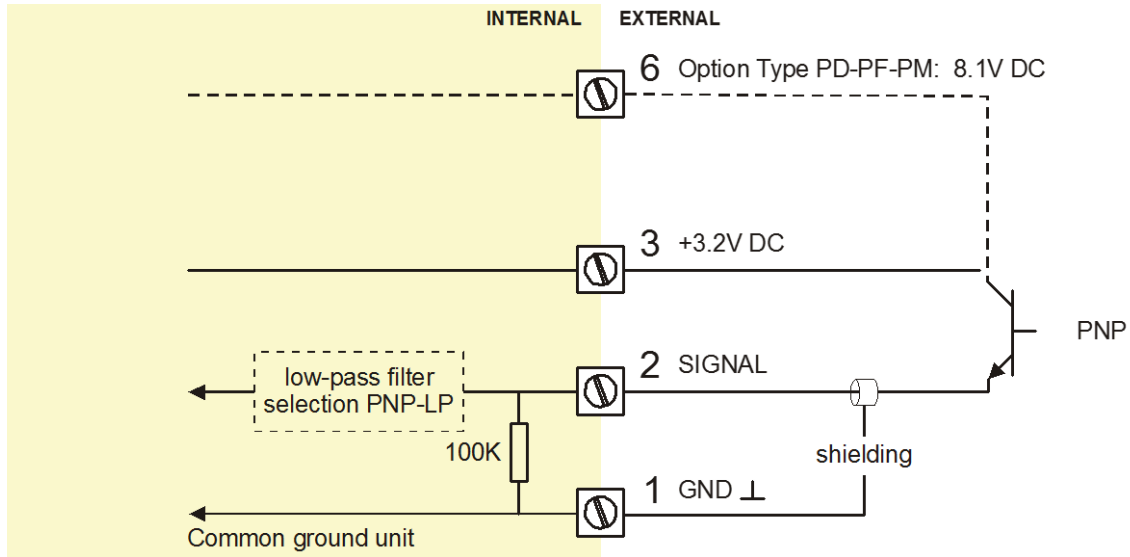 INTERNAL EXTERNAL
6 Option Type PD-PF-PM: 8.1V DC
3 +3.2V DC
PNP
2 SIGNAL
low-pass filter
selection PNP-LP
100K
shielding
1 GND ⊥
Common ground unit